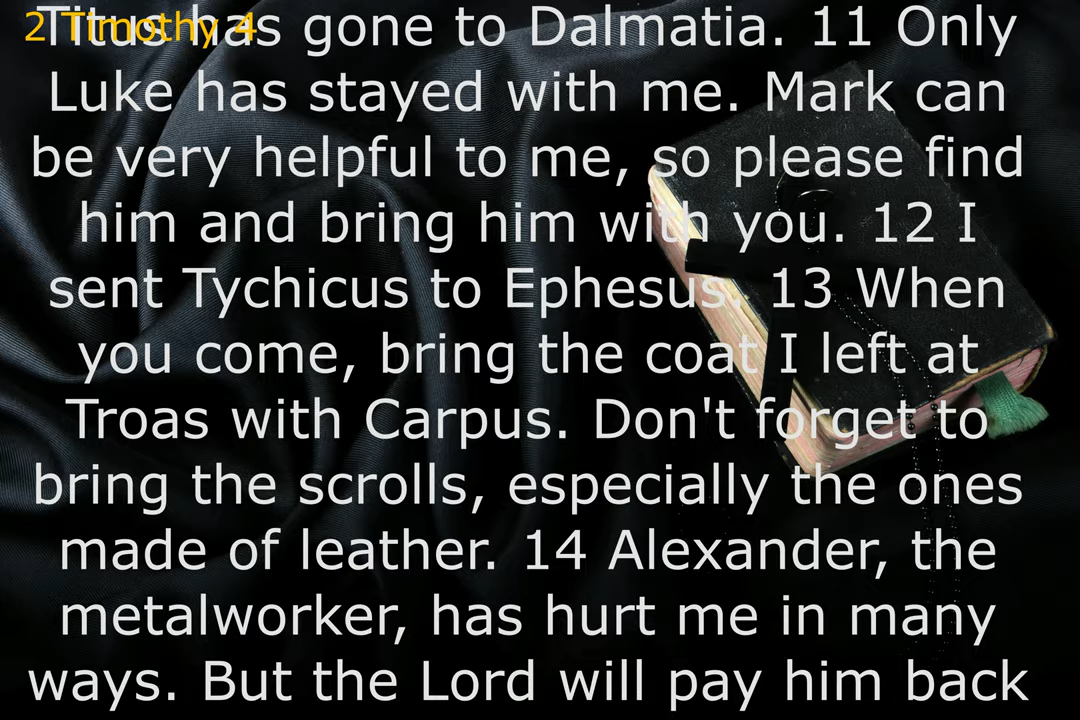 2 Timothy 4
Titus has gone to Dalmatia. 11 Only
Luke has stayed with me. Mark can
be very helpful to me, so please find
him and bring him with you. 12 I
sent Tychicus to Ephesus. 13 When
you come, bring the coat I left at
Troas with Carpus. Don't forget to
bring the scrolls, especially the ones
made of leather. 14 Alexander, the
metalworker, has hurt me in many
ways. But the Lord will pay him back